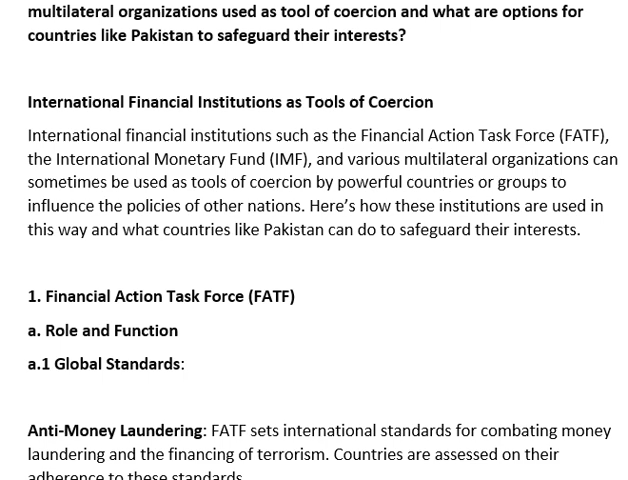 multilateral organizations used as tool of coercion and what are options for
countries like Pakistan to safeguard their interests?
International Financial Institutions as Tools of Coercion
International financial institutions such as the Financial Action Task Force (FATF),
the International Monetary Fund (IMF), and various multilateral organizations can
sometimes be used as tools of coercion by powerful countries or groups to
influence the policies of other nations. Here’s how these institutions are used in
this way and what countries like Pakistan can do to safeguard their interests.
1. Financial Action Task Force (FATF)
a. Role and Function
a.1 Global Standards:
Anti-Money Laundering: FATF sets international standards for combating money
laundering and the financing of terrorism. Countries are assessed on their
adherence to these standards.